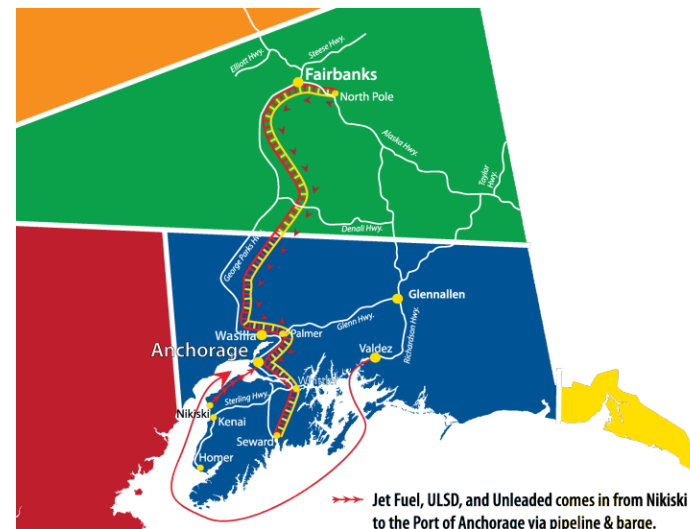 Elliott Hwy.
Steese Hwy.
Fairbanks
North Pole
Alaska Hwy.
Taylor Hwy.
George Parks Hwy.
Denali Hwy.
Glennallen
Glenn Hwy.
Richardson Hwy.
Wasilla
Palmer
Anchorage
Valdez
Nikiski
Sterling Hwy.
Kenai
Seward
Homer
Jet Fuel, ULSD, and Unleaded comes in from Nikiski
to the Port of Anchorage via pipeline & barge.